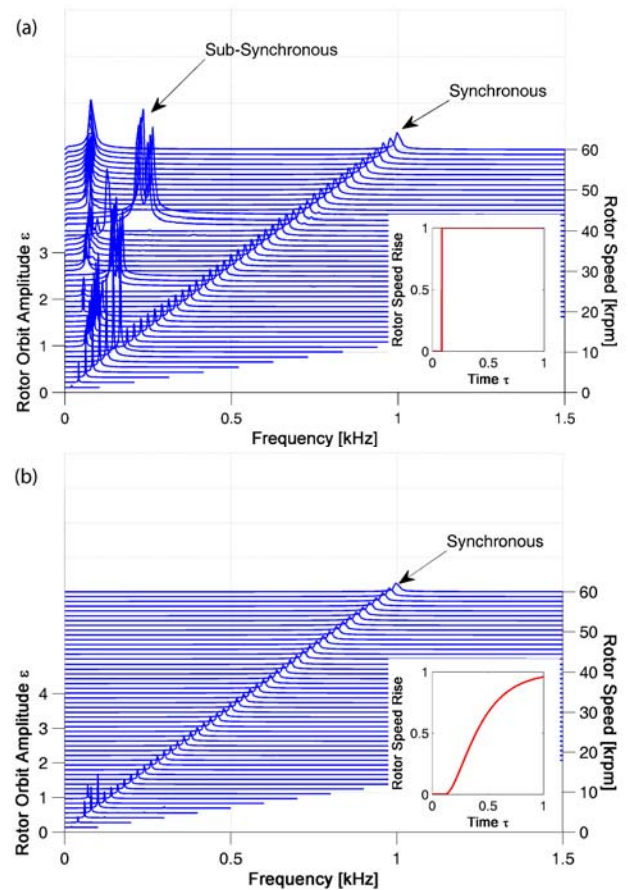 (a)
Sub-Synchronous
Synchronous
Rotor Orbit Amplitude ε
3
2
1
0
60
50
40
30
20
10
0
Rotor Speed [krpm]
Rotor Speed Rise
1
0.5
0
0 0.5 1
Time τ
0 0.5 1 1.5
Frequency [kHz]
(b)
Synchronous
Rotor Orbit Amplitude ε
4
3
2
1
0
60
50
40
30
20
10
0
Rotor Speed [krpm]
Rotor Speed Rise
1
0.5
0
0 0.5 1
Time τ
0 0.5 1 1.5
Frequency [kHz]